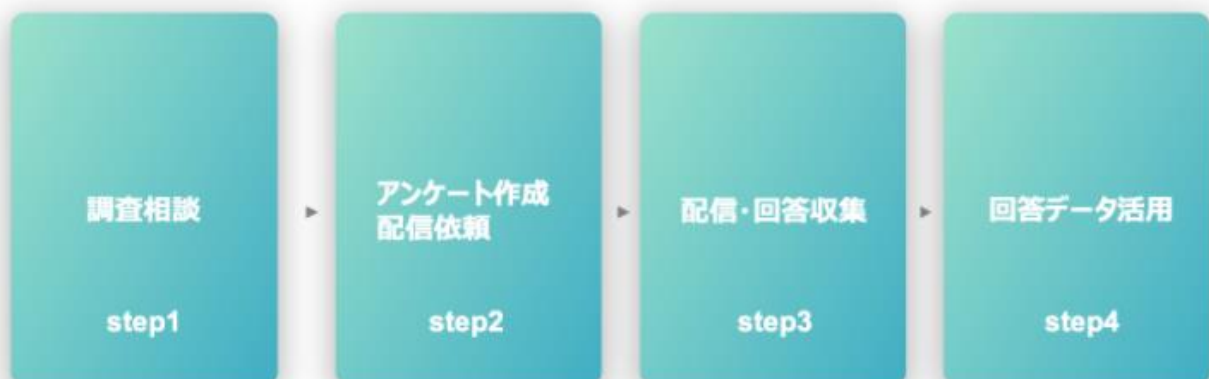 調査相談
step1
アンケート作成
配信依頼
step2
配信・回答収集
step3
回答データ活用
step4